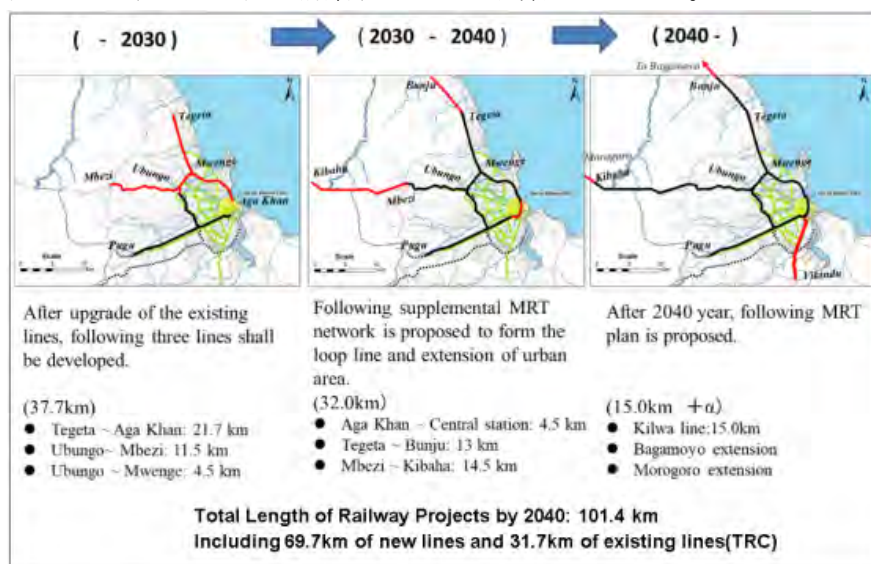 ( - 2030 )
( 2030 - 2040 )
( 2040 - )
Tegeta
Mwenge
Ubungo
Mbezi
Aga Khan
Pugu
Scale
Bunju
Tegeta
Mwenge
Ubungo
Kibaha
Mbezi
Pugu
Scale
To Bagamoyo
Bunju
Tegeta
Mwenge
Morogoro
Kibaha
Ubungo
Pugu
Scale
Vikindu
After upgrade of the existing
lines, following three lines shall
be developed.
(37.7km)
● Tegeta ~ Aga Khan: 21.7 km
● Ubungo~ Mbezi: 11.5 km
● Ubungo ~ Mwenge: 4.5 km
Following supplemental MRT
network is proposed to form the
loop line and extension of urban
area.
(32.0km)
● Aga Khan ~ Central station: 4.5 km
● Tegeta ~ Bunju: 13 km
● Mbezi ~ Kibaha: 14.5 km
After 2040 year, following MRT
plan is proposed.
(15.0km +α)
● Kilwa line:15.0km
● Bagamoyo extension
● Morogoro extension
Total Length of Railway Projects by 2040: 101.4 km
Including 69.7km of new lines and 31.7km of existing lines(TRC)